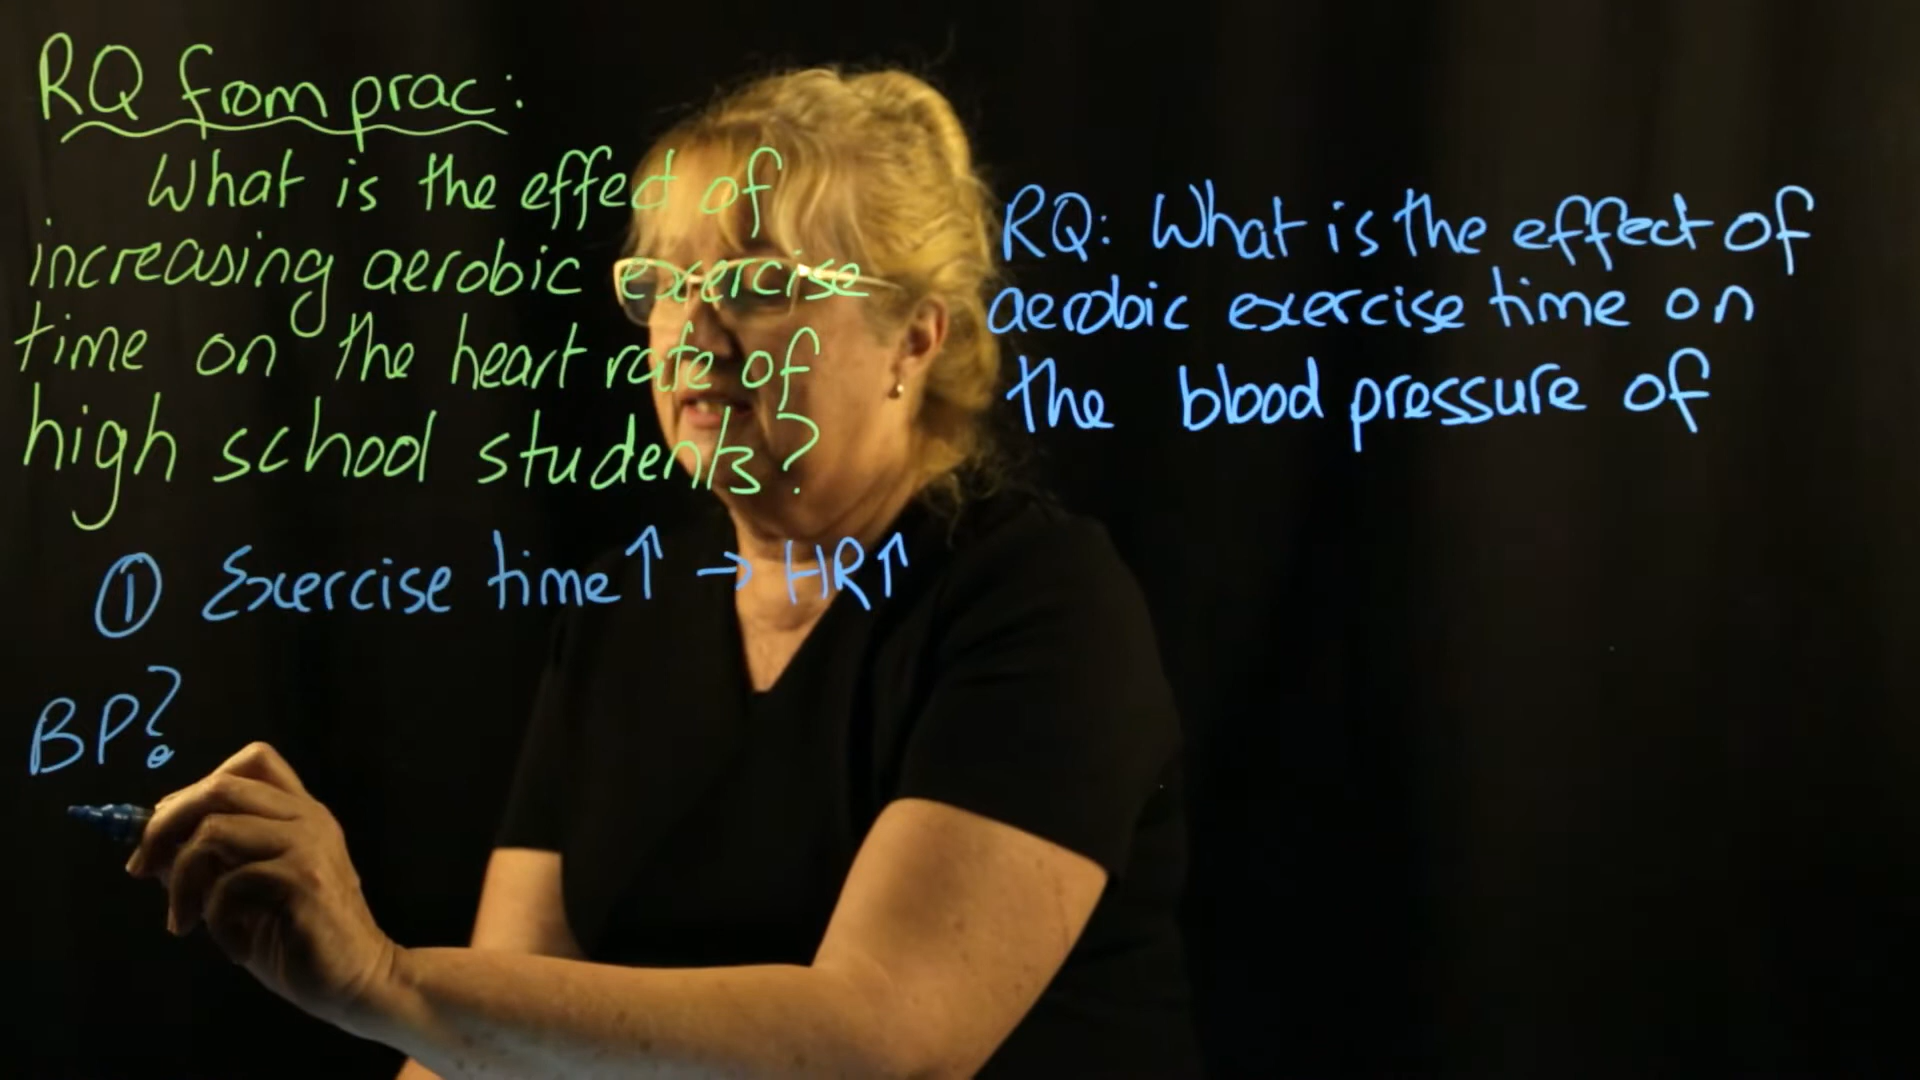 RQ from prac:
What is the effect of
increasing aerobic exercise
time on the heart rate of
high school students?
① Exercise time ↑ → HR ↑
BP?
RQ: What is the effect of
aerobic exercise time on
the blood pressure of